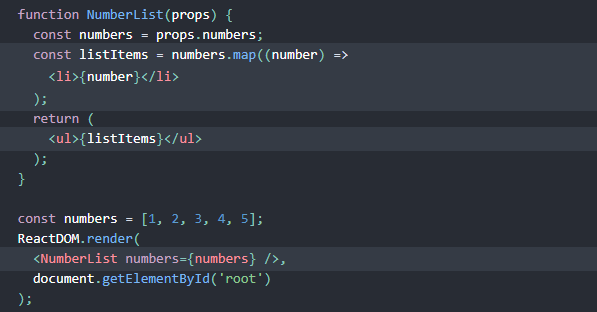 function NumberList(props) {
  const numbers = props.numbers;
  const listItems = numbers.map((number) =>
    <li>{number}</li>
  );
  return (
    <ul>{listItems}</ul>
  );
}

const numbers = [1, 2, 3, 4, 5];
ReactDOM.render(
  <NumberList numbers={numbers} />,
  document.getElementById('root')
);